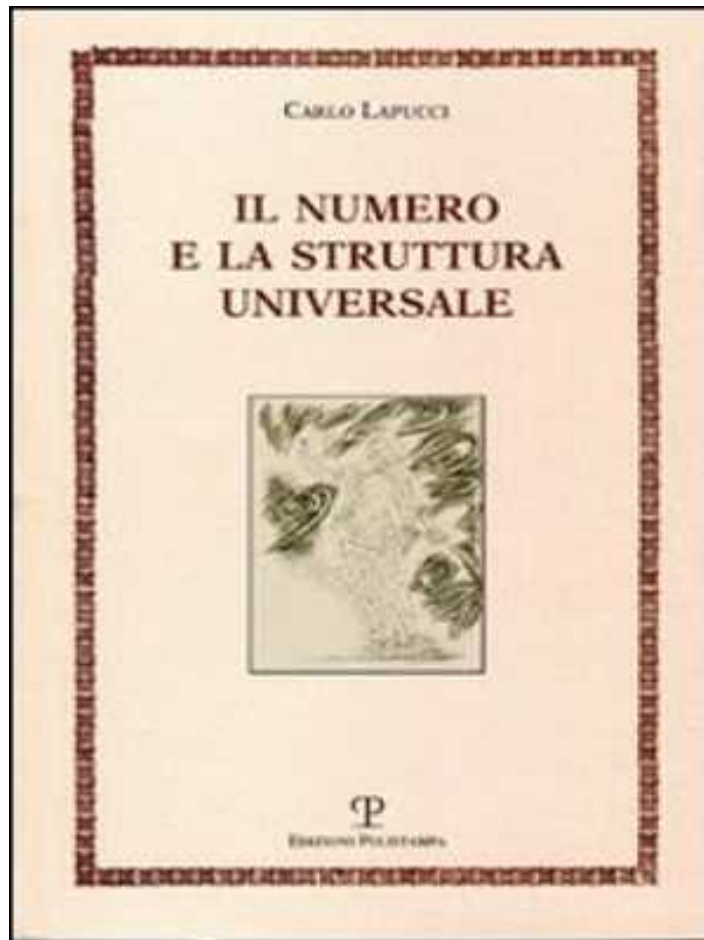 CARLO LAPUCCI
IL NUMERO
E LA STRUTTURA
UNIVERSALE
P
EDIZIONI POLISTAMPA